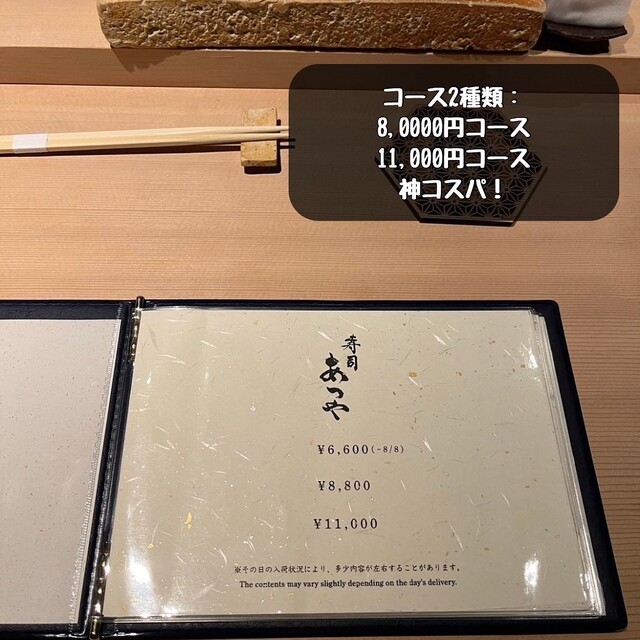 コース2種類：
8,0000円コース
11,000円コース
神コスパ！
寿司
あつや
¥6,600(-8/8)
¥8,800
¥11,000
※その日の入荷状況により、多少内容が左右することがあります。
The contents may vary slightly depending on the day's delivery.